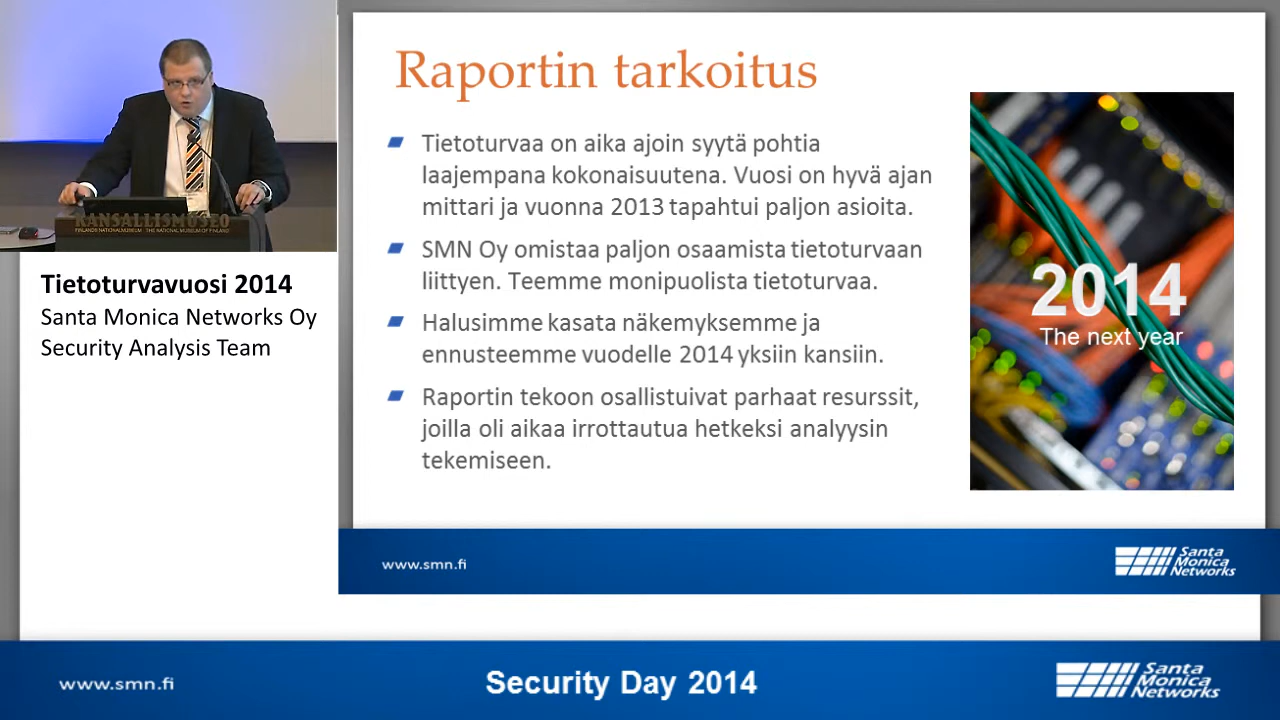 KANSALLISMUSEO
FINLANDS NATIONALMUSEUM THE NATIONAL MUSEUM OF FINLAND
Tietoturvavuosi 2014
Santa Monica Networks Oy
Security Analysis Team
Raportin tarkoitus
Tietoturvaa on aika ajoin syytä pohtia
laajempana kokonaisuutena. Vuosi on hyvä ajan
mittari ja vuonna 2013 tapahtui paljon asioita.
SMN Oy omistaa paljon osaamista tietoturvaan
liittyen. Teemme monipuolista tietoturvaa.
Halusimme kasata näkemyksemme ja
ennusteemme vuodelle 2014 yksiin kansiin.
Raportin tekoon osallistuivat parhaat resurssit,
joilla oli aikaa irrottautua hetkeksi analyysin
tekemiseen.
2014
The next year
www.smn.fi
Santa
Monica
Networks
www.smn.fi
Security Day 2014
Santa
Monica
Networks